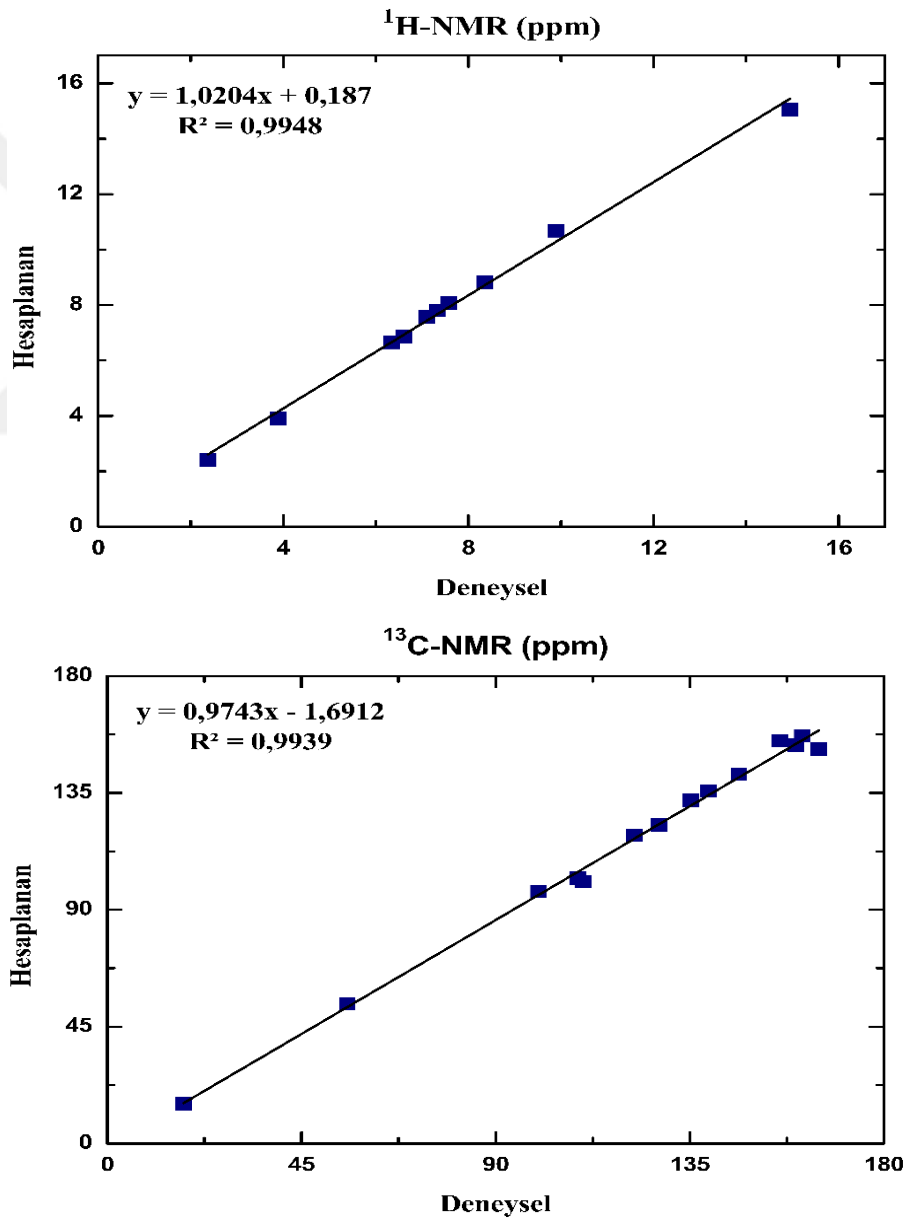 ¹H-NMR (ppm)
y = 1,0204x + 0,187
R² = 0,9948
16
12
8
4
0
Hesaplanan
0 4 8 12 16
Deneysel
¹³C-NMR (ppm)
y = 0,9743x - 1,6912
R² = 0,9939
180
135
90
45
0
Hesaplanan
0 45 90 135 180
Deneysel